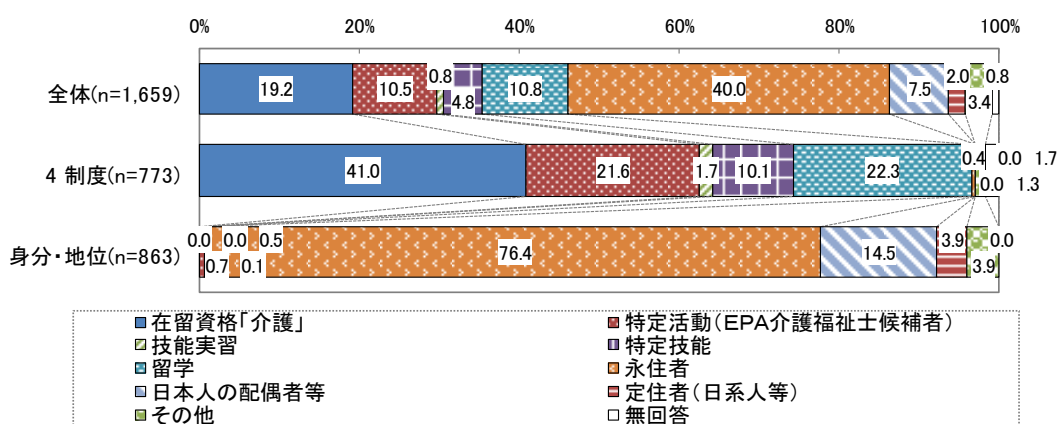 0% 20% 40% 60% 80% 100%
全体(n=1,659) 19.2 10.5 0.8 4.8 10.8 40.0 7.5 2.0 3.4 0.8
4 制度(n=773) 41.0 21.6 1.7 10.1 22.3 0.4 0.0 0.0 1.3 1.7
身分・地位(n=863) 0.0 0.7 0.0 0.1 0.5 76.4 14.5 3.9 3.9 0.0
在留資格「介護」 特定活動(EPA介護福祉士候補者)
技能実習 特定技能
留学 永住者
日本人の配偶者等 定住者(日系人等)
その他 無回答